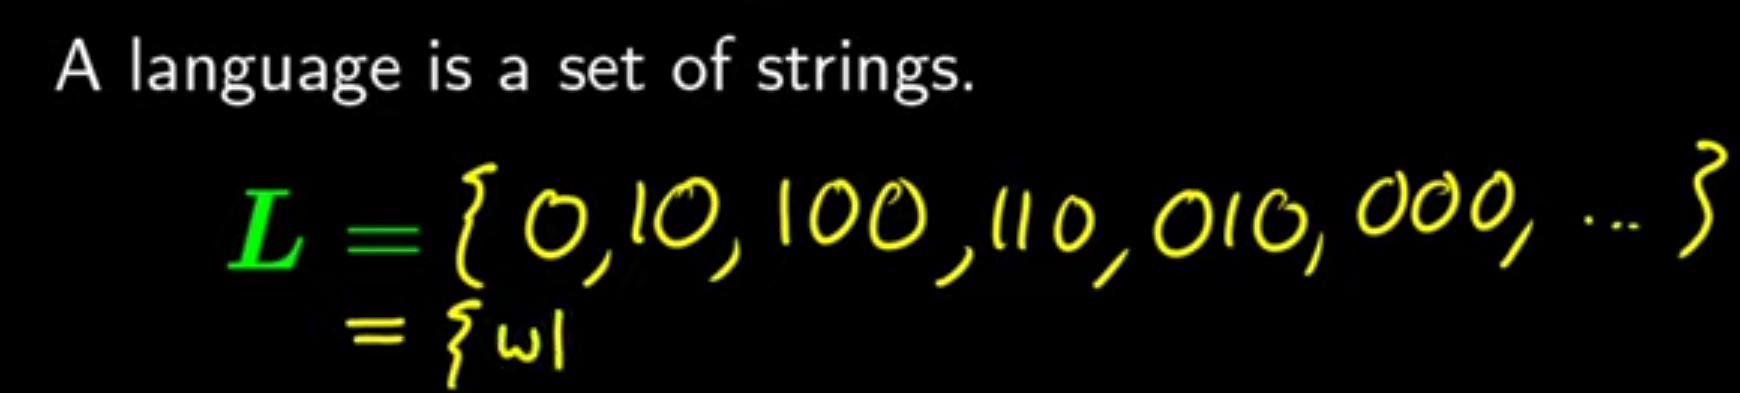 A language is a set of strings.
L = { 0, 10, 100, 110, 010, 000, ... }
= { w|